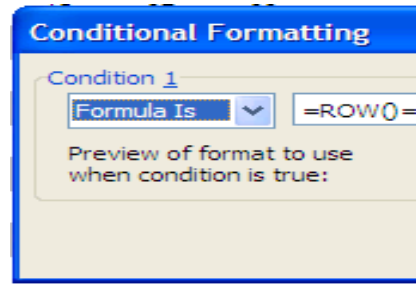 Conditional Formatting
Condition 1
Formula Is
=ROW()=
Preview of format to use
when condition is true: